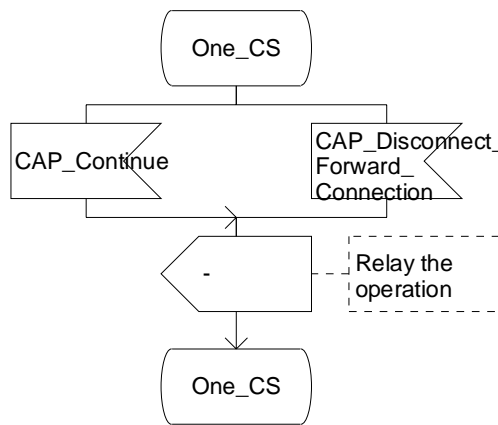 One_CS
CAP_Continue
CAP_Disconnect_
Forward_
Connection
-
Relay the
operation
One_CS